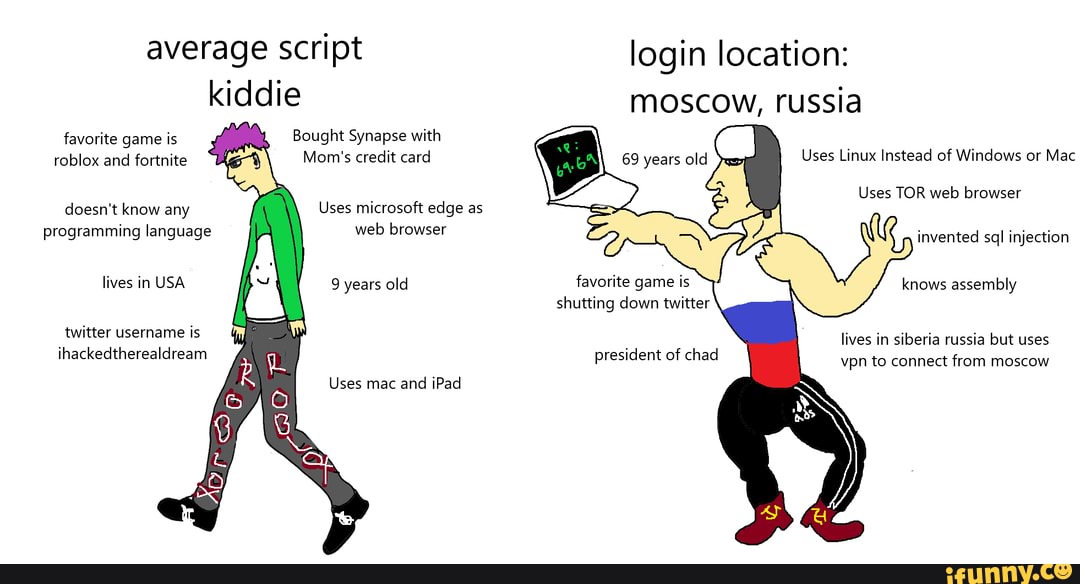 average script
kiddie
favorite game is
roblox and fortnite
Bought Synapse with
Mom's credit card
doesn't know any
programming language
Uses microsoft edge as
web browser
lives in USA
9 years old
twitter username is
ihackedtherealdream
Uses mac and iPad
ROBLOX
ROBLOX
login location:
moscow, russia
ip:
69.69
69 years old
Uses Linux Instead of Windows or Mac
Uses TOR web browser
invented sql injection
favorite game is
shutting down twitter
knows assembly
president of chad
lives in siberia russia but uses
vpn to connect from moscow
ifunny.co